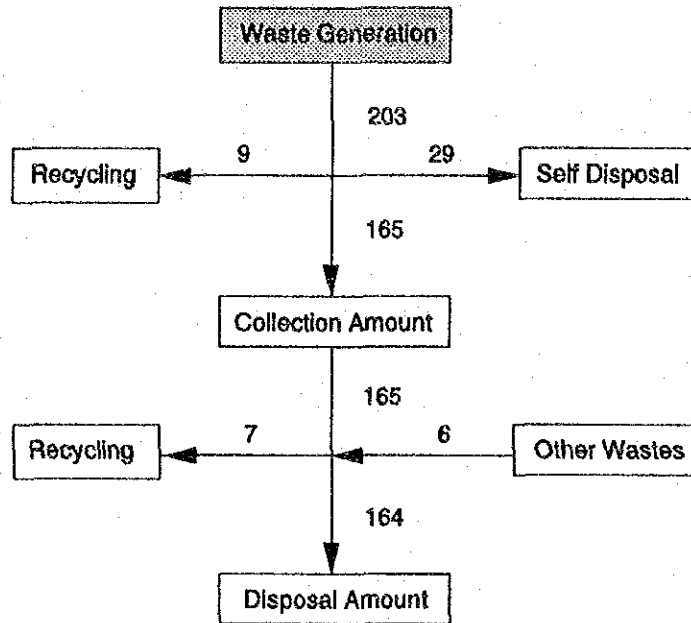 Waste Generation
203
9
29
Recycling
Self Disposal
165
Collection Amount
165
7
6
Recycling
Other Wastes
164
Disposal Amount